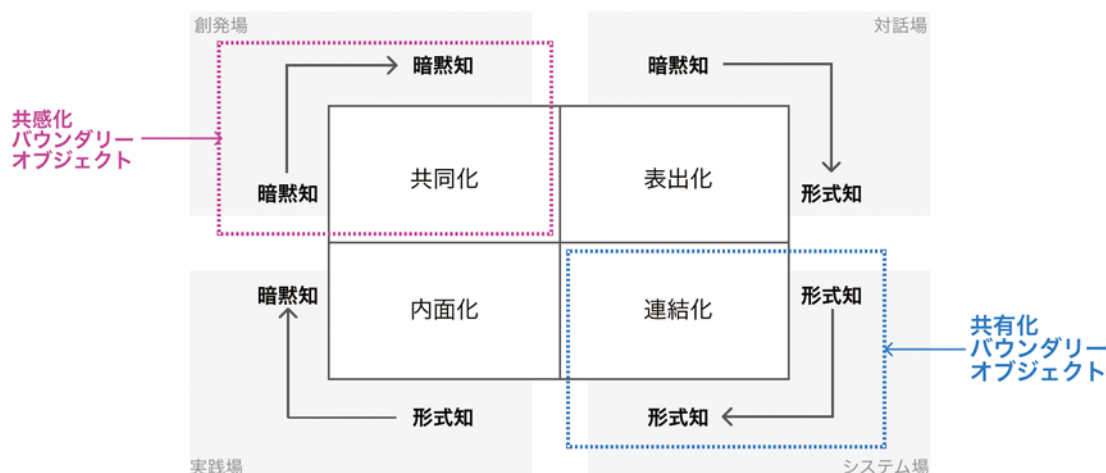 創発場
対話場
暗黙知
暗黙知
共感化
バウンダリー
オブジェクト
共同化
表出化
暗黙知
形式知
暗黙知
形式知
内面化
連結化
共有化
バウンダリー
オブジェクト
形式知
形式知
実践場
システム場